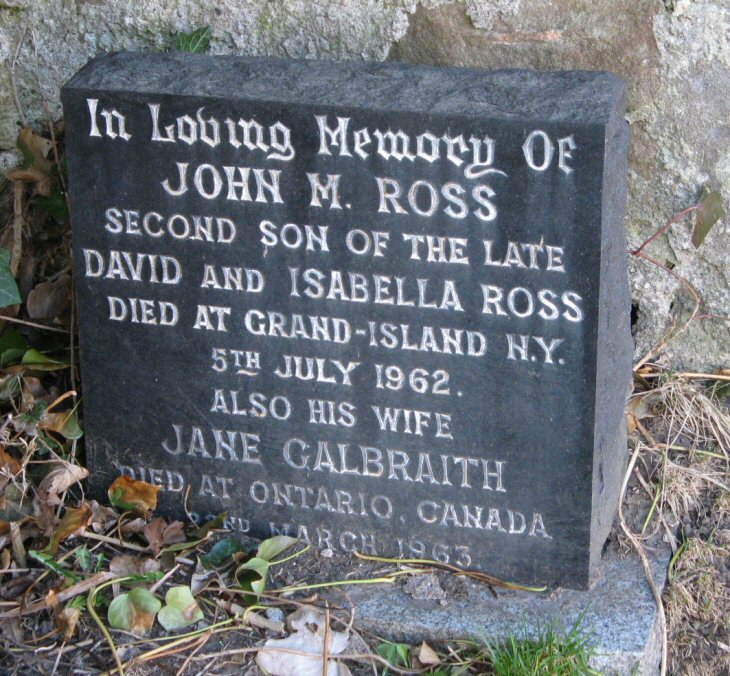 In Loving Memory Of
JOHN M. ROSS
SECOND SON OF THE LATE
DAVID AND ISABELLA ROSS
DIED AT GRAND-ISLAND N.Y.
5TH JULY 1962.
ALSO HIS WIFE
JANE GALBRAITH
DIED AT ONTARIO, CANADA
MARCH 1963.